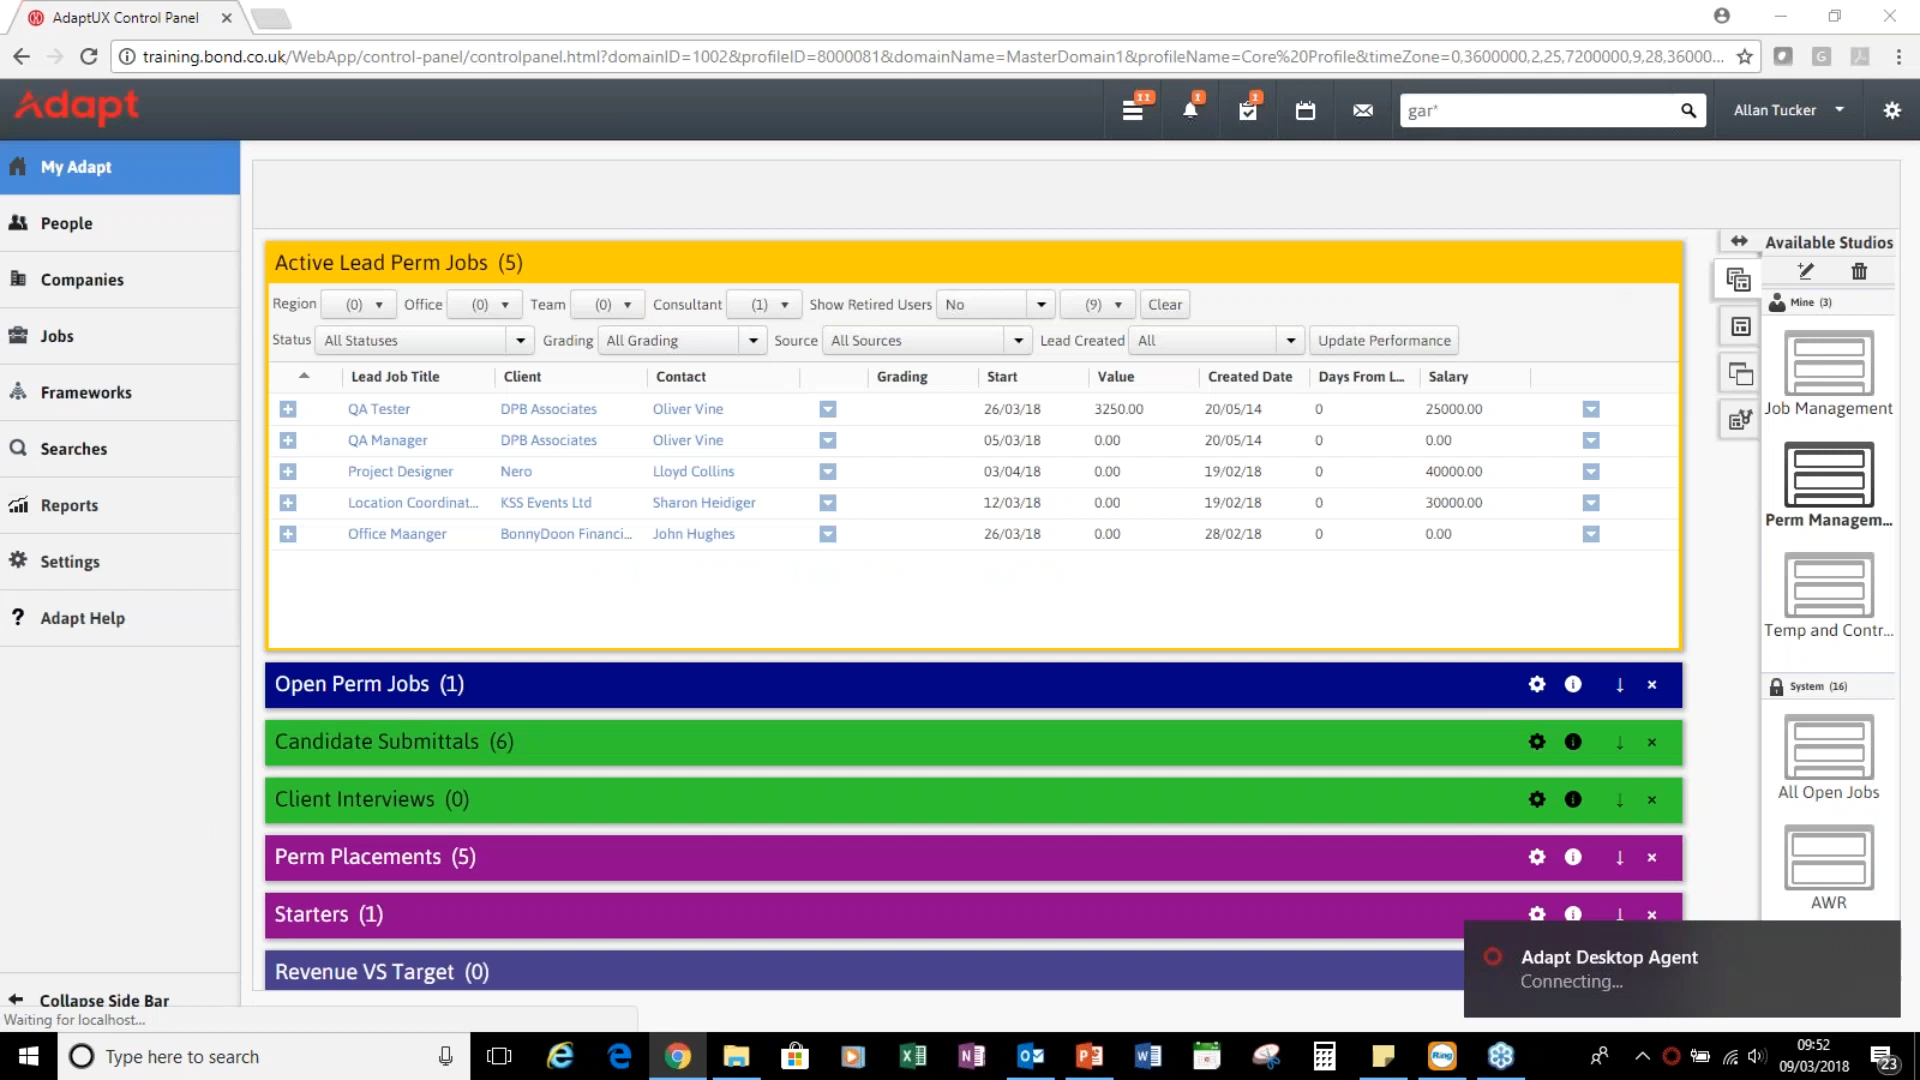 AdaptUX Control Panel
training.bond.co.uk/WebApp/control-panel/controlpanel.html?domainID=1002&profileID=8000081&domainName=MasterDomain1&profileName=Core%20Profile&timeZone=0,3600000,2,25,7200000,9,28,36000...
Adapt
11
1
1
gar*
Allan Tucker
My Adapt
People
Companies
Jobs
Frameworks
Searches
Reports
Settings
Adapt Help
Collapse Side Bar
Waiting for localhost...
Active Lead Perm Jobs (5)
Region (0) Office (0) Team (0) Consultant (1) Show Retired Users No (9) Clear
Status All Statuses Grading All Grading Source All Sources Lead Created All Update Performance
Lead Job Title Client Contact Grading Start Value Created Date Days From L... Salary
QA Tester DPB Associates Oliver Vine 26/03/18 3250.00 20/05/14 0 25000.00
QA Manager DPB Associates Oliver Vine 05/03/18 0.00 20/05/14 0 0.00
Project Designer Nero Lloyd Collins 03/04/18 0.00 19/02/18 0 40000.00
Location Coordinat... KSS Events Ltd Sharon Heidiger 12/03/18 0.00 19/02/18 0 30000.00
Office Maanger BonnyDoon Financi... John Hughes 26/03/18 0.00 28/02/18 0 0.00
Open Perm Jobs (1)
Candidate Submittals (6)
Client Interviews (0)
Perm Placements (5)
Starters (1)
Revenue VS Target (0)
Available Studios
Mine (3)
Job Management
Perm Managem...
Temp and Contr...
System (16)
All Open Jobs
AWR
Adapt Desktop Agent
Connecting...
Type here to search
Ring
09:52
09/03/2018
23